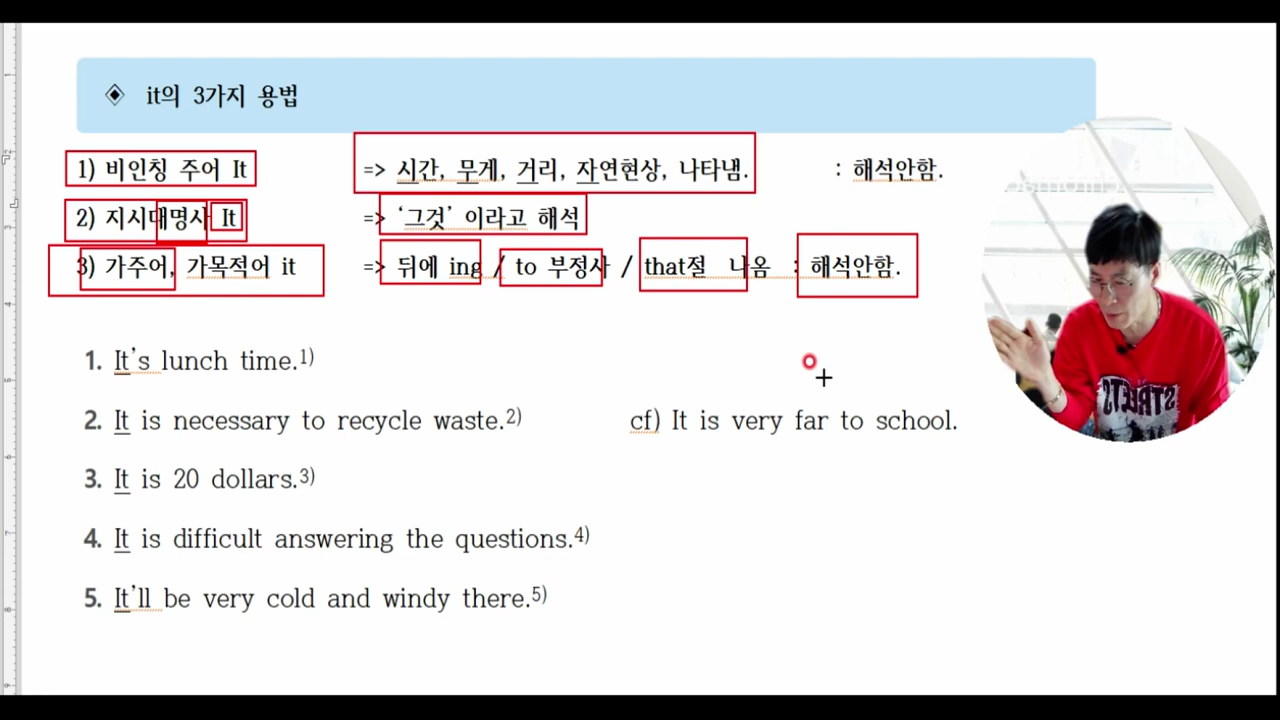 ◈ it의 3가지 용법
1) 비인칭 주어 It => 시간, 무게, 거리, 자연현상, 나타냄. : 해석안함.
2) 지시대명사 It => ‘그것’ 이라고 해석
3) 가주어, 가목적어 it => 뒤에 ing / to 부정사 / that절 나옴 : 해석안함.
1. It’s lunch time.1)
2. It is necessary to recycle waste.2) cf) It is very far to school.
3. It is 20 dollars.3)
4. It is difficult answering the questions.4)
5. It’ll be very cold and windy there.5)